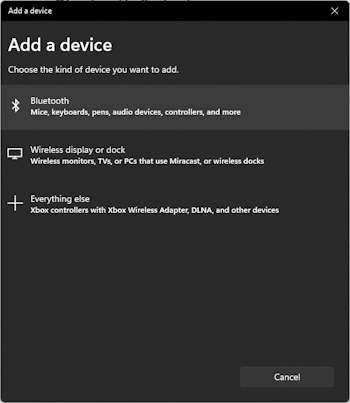 Add a device
Add a device
Choose the kind of device you want to add.
Bluetooth
Mice, keyboards, pens, audio devices, controllers, and more
Wireless display or dock
Wireless monitors, TVs, or PCs that use Miracast, or wireless docks
Everything else
Xbox controllers with Xbox Wireless Adapter, DLNA, and other devices
Cancel